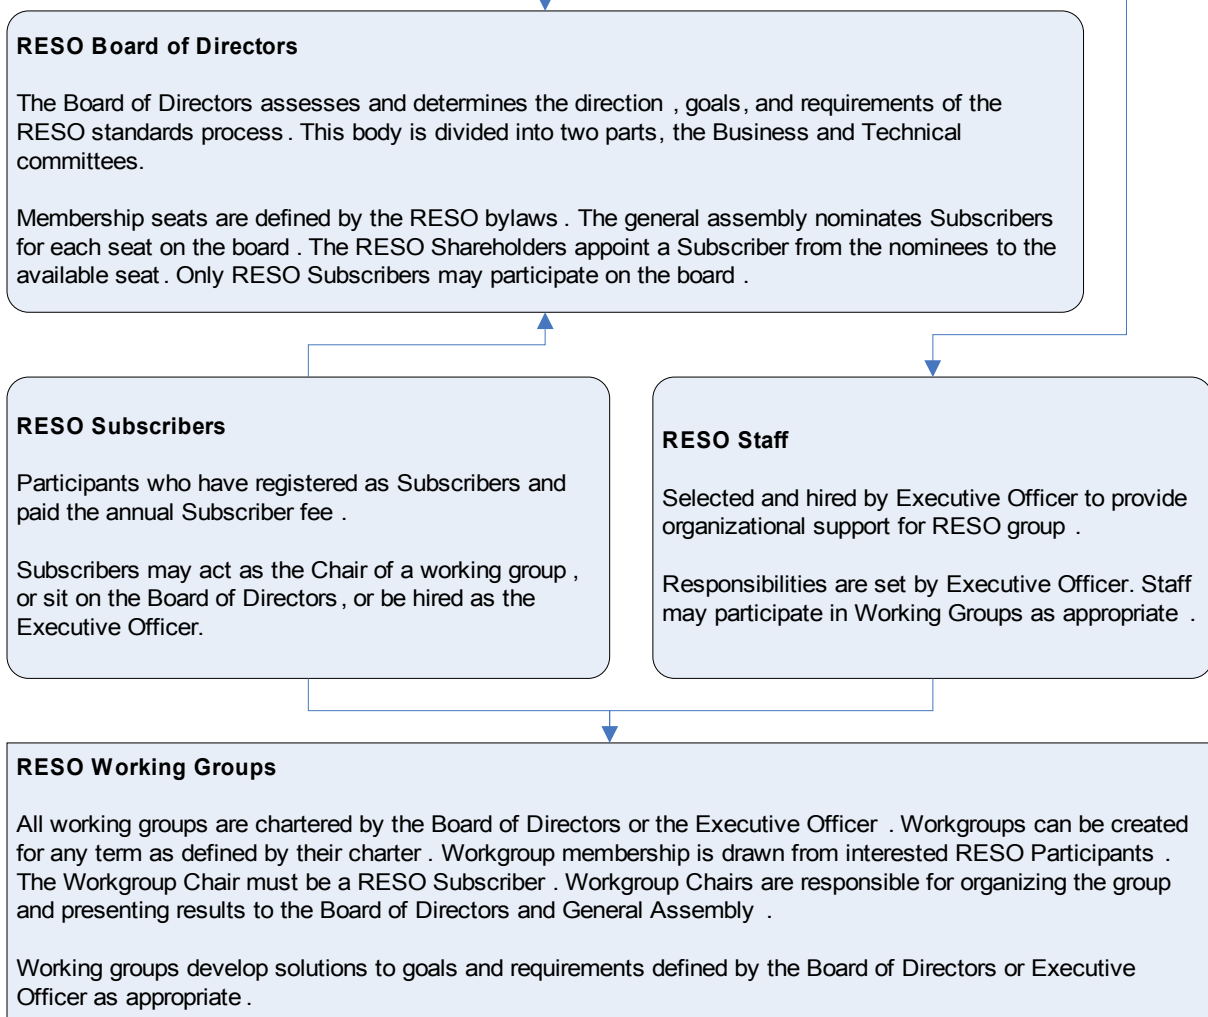 RESO Board of Directors
The Board of Directors assesses and determines the direction , goals, and requirements of the
RESO standards process . This body is divided into two parts, the Business and Technical
committees.
Membership seats are defined by the RESO bylaws . The general assembly nominates Subscribers
for each seat on the board . The RESO Shareholders appoint a Subscriber from the nominees to the
available seat . Only RESO Subscribers may participate on the board .
RESO Subscribers
Participants who have registered as Subscribers and
paid the annual Subscriber fee .
Subscribers may act as the Chair of a working group ,
or sit on the Board of Directors , or be hired as the
Executive Officer.
RESO Staff
Selected and hired by Executive Officer to provide
organizational support for RESO group .
Responsibilities are set by Executive Officer. Staff
may participate in Working Groups as appropriate .
RESO Working Groups
All working groups are chartered by the Board of Directors or the Executive Officer . Workgroups can be created
for any term as defined by their charter . Workgroup membership is drawn from interested RESO Participants .
The Workgroup Chair must be a RESO Subscriber . Workgroup Chairs are responsible for organizing the group
and presenting results to the Board of Directors and General Assembly .
Working groups develop solutions to goals and requirements defined by the Board of Directors or Executive
Officer as appropriate .